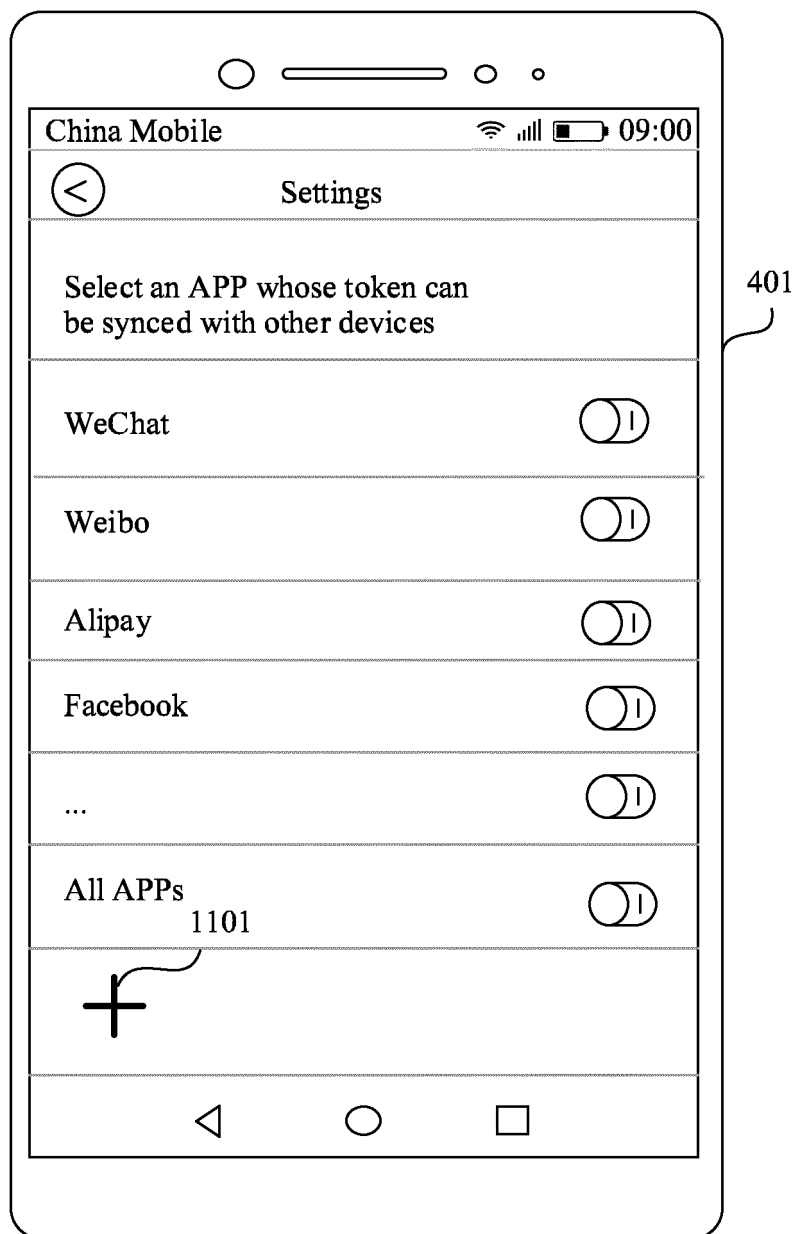 China Mobile 09:00
<
Settings
Select an APP whose token can
be synced with other devices
401
WeChat
Weibo
Alipay
Facebook
...
All APPs
1101